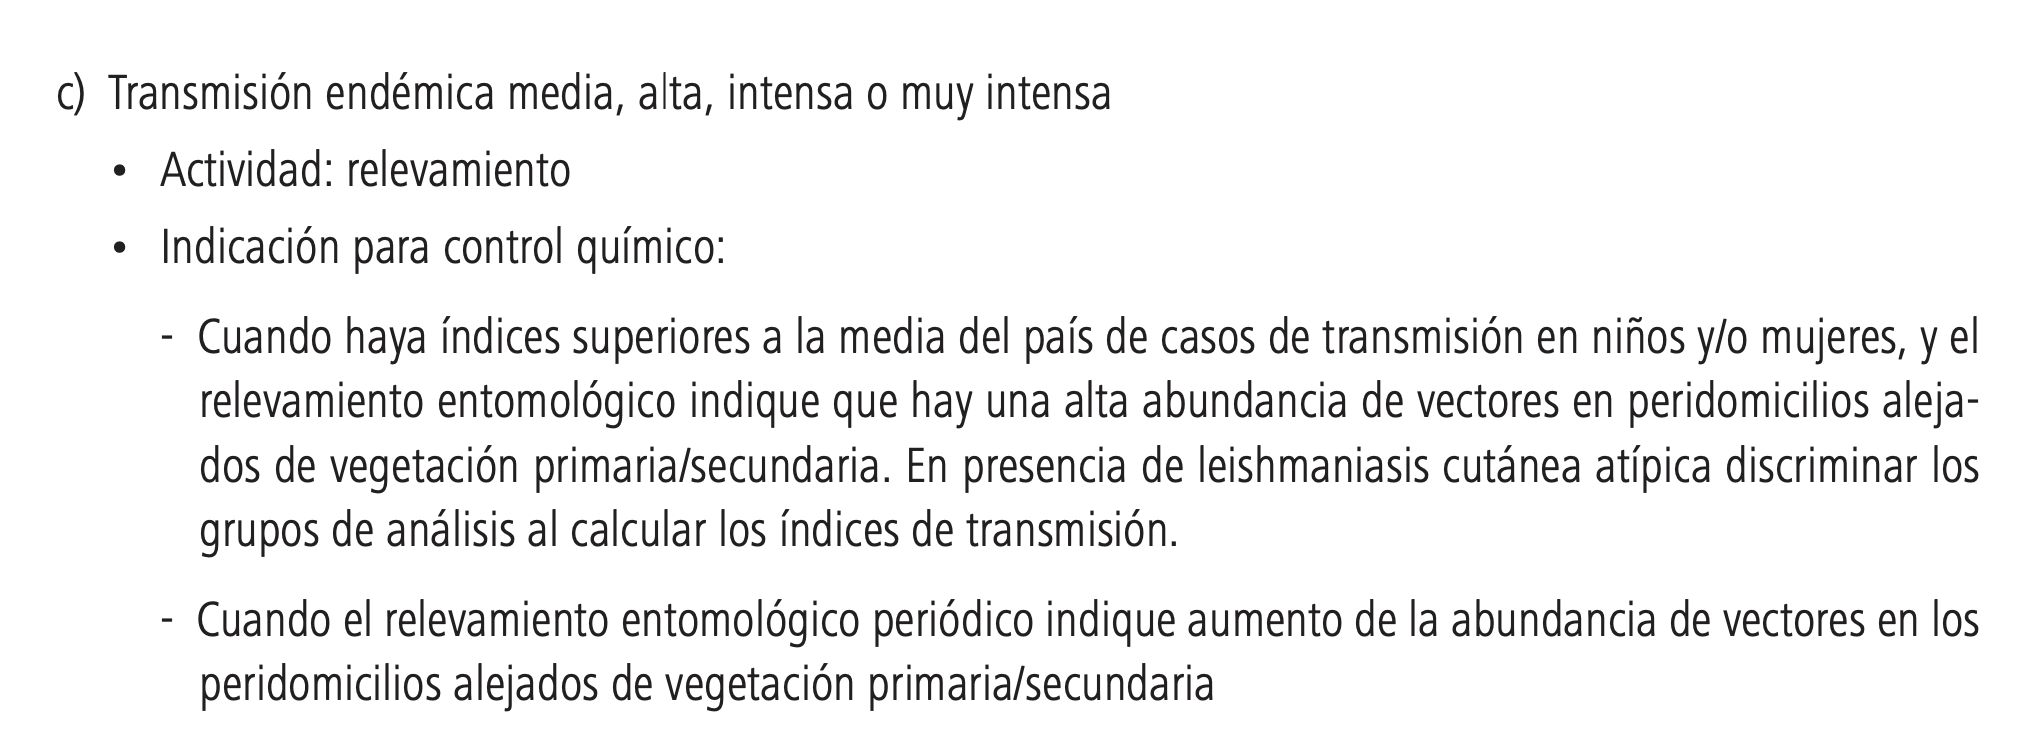 c) Transmisión endémica media, alta, intensa o muy intensa
• Actividad: relevamiento
• Indicación para control químico:
- Cuando haya índices superiores a la media del país de casos de transmisión en niños y/o mujeres, y el
relevamiento entomológico indique que hay una alta abundancia de vectores en peridomicilios aleja-
dos de vegetación primaria/secundaria. En presencia de leishmaniasis cutánea atípica discriminar los
grupos de análisis al calcular los índices de transmisión.
- Cuando el relevamiento entomológico periódico indique aumento de la abundancia de vectores en los
peridomicilios alejados de vegetación primaria/secundaria